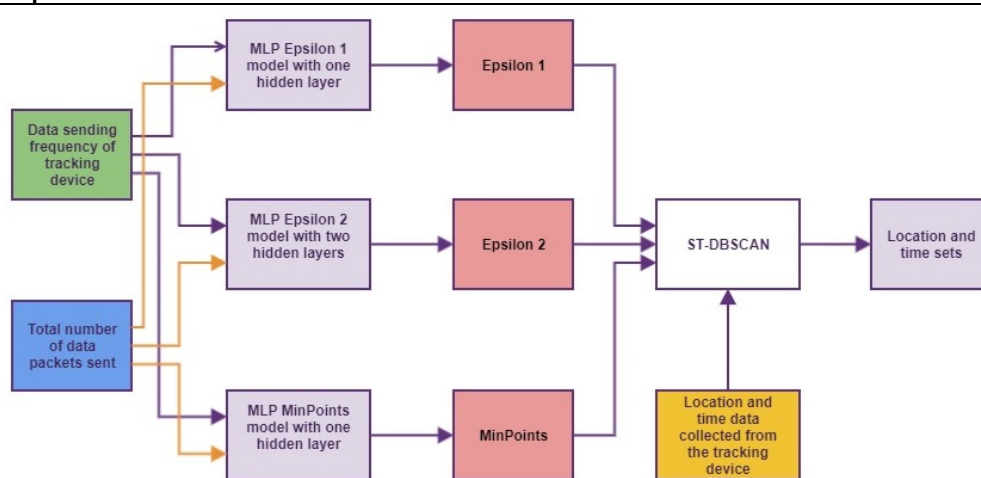 MLP Epsilon 1
model with one
hidden layer
Epsilon 1
Data sending
frequency of
tracking
device
MLP Epsilon 2
model with two
hidden layers
Epsilon 2
ST-DBSCAN
Location and
time sets
Total number
of data
packets sent
MLP MinPoints
model with one
hidden layer
MinPoints
Location and
time data
collected from
the tracking
device